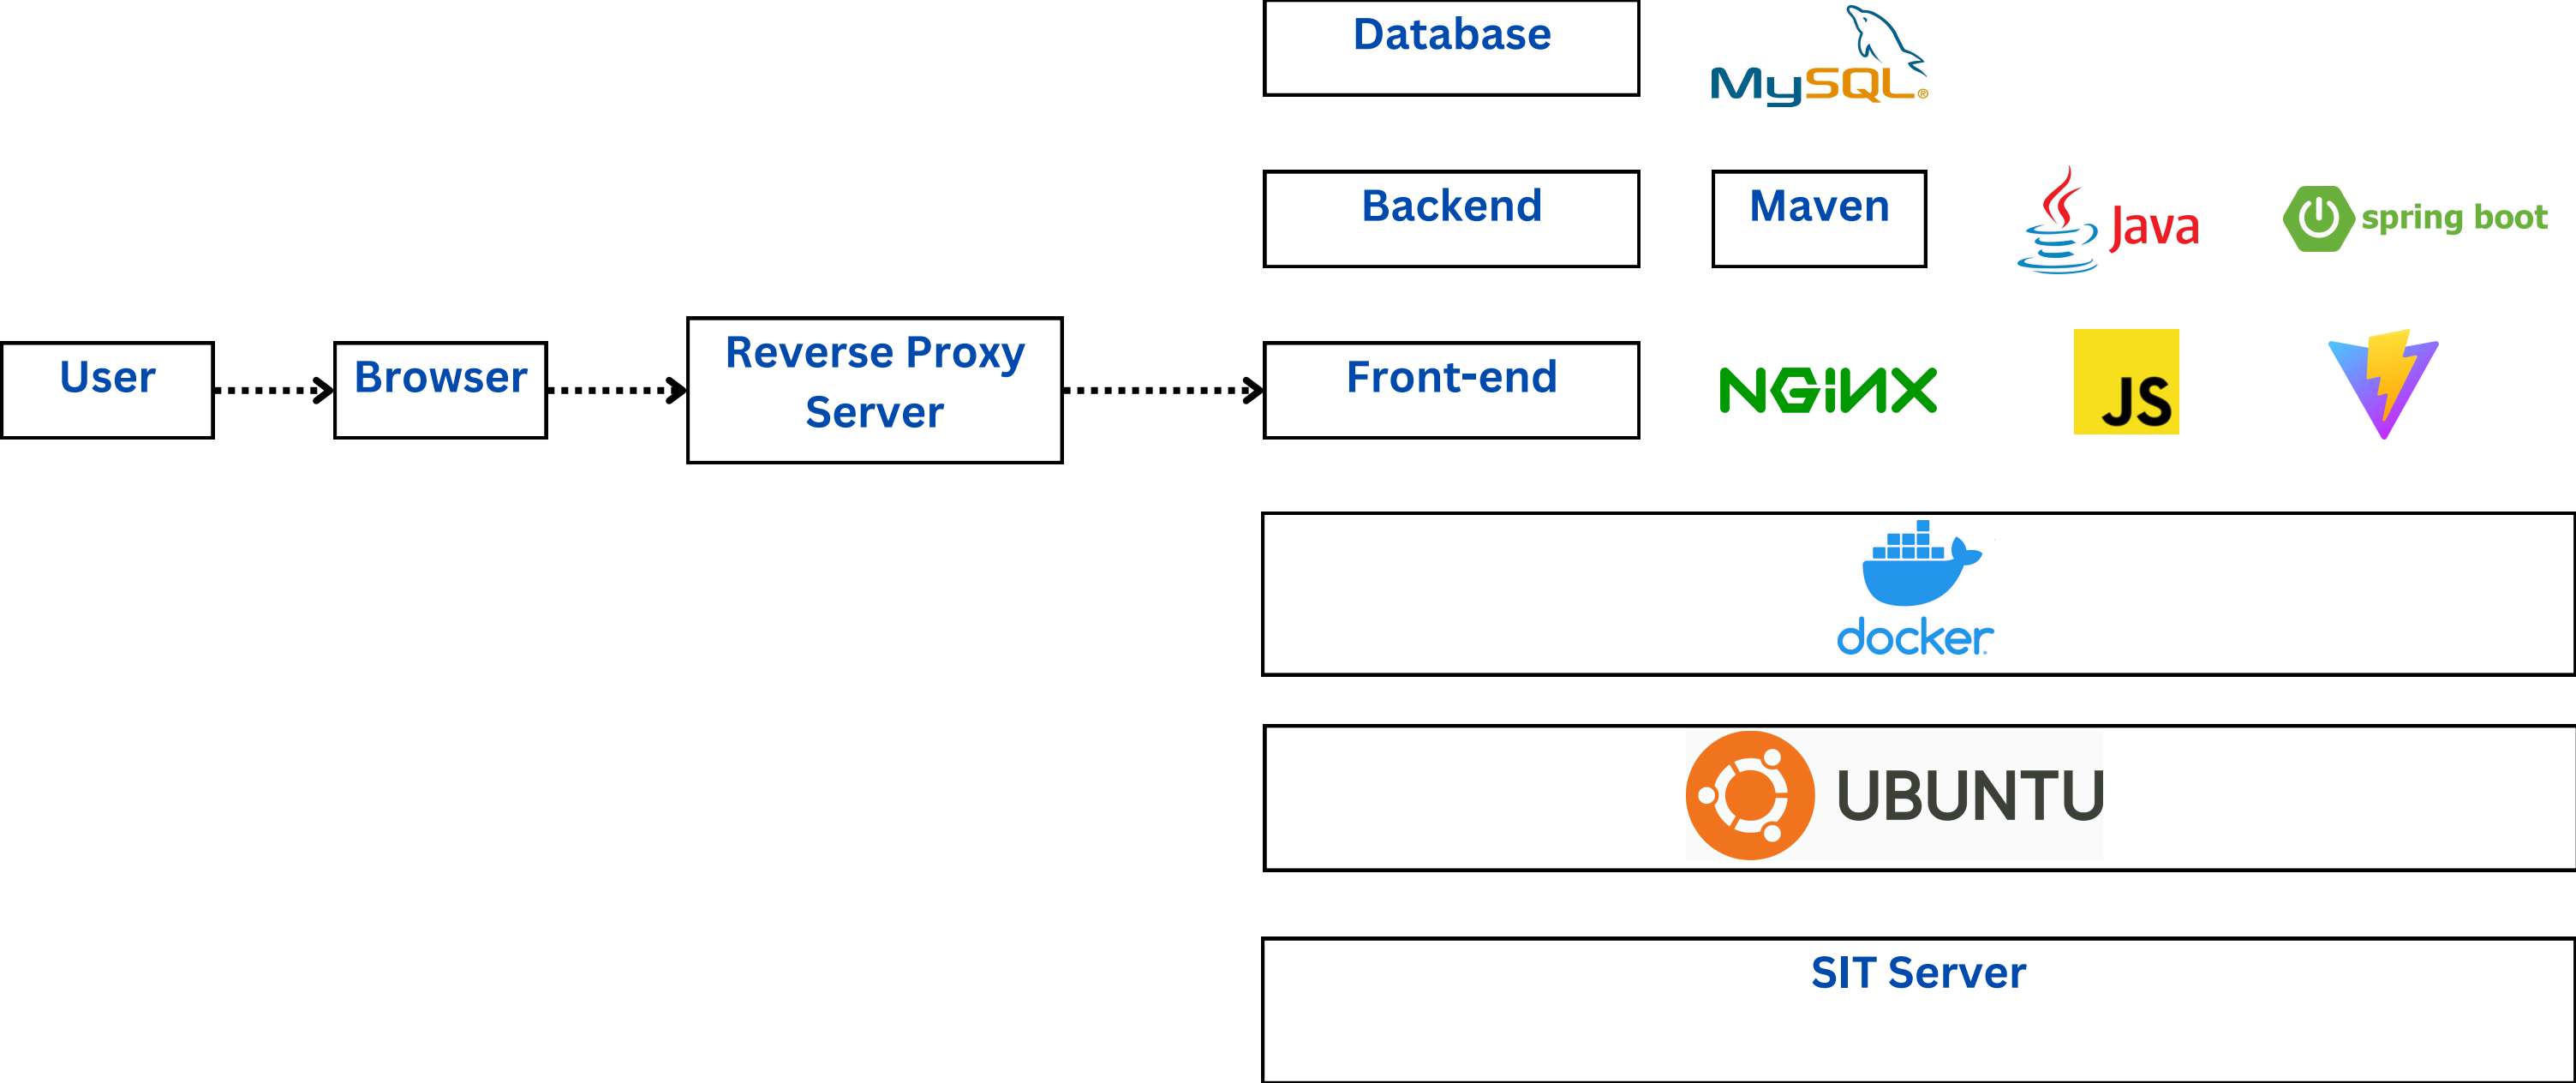 Database
MySQL®
Backend
Maven
Java
spring boot
User
Browser
Reverse Proxy
Server
Front-end
NGINX
JS
docker
UBUNTU
SIT Server